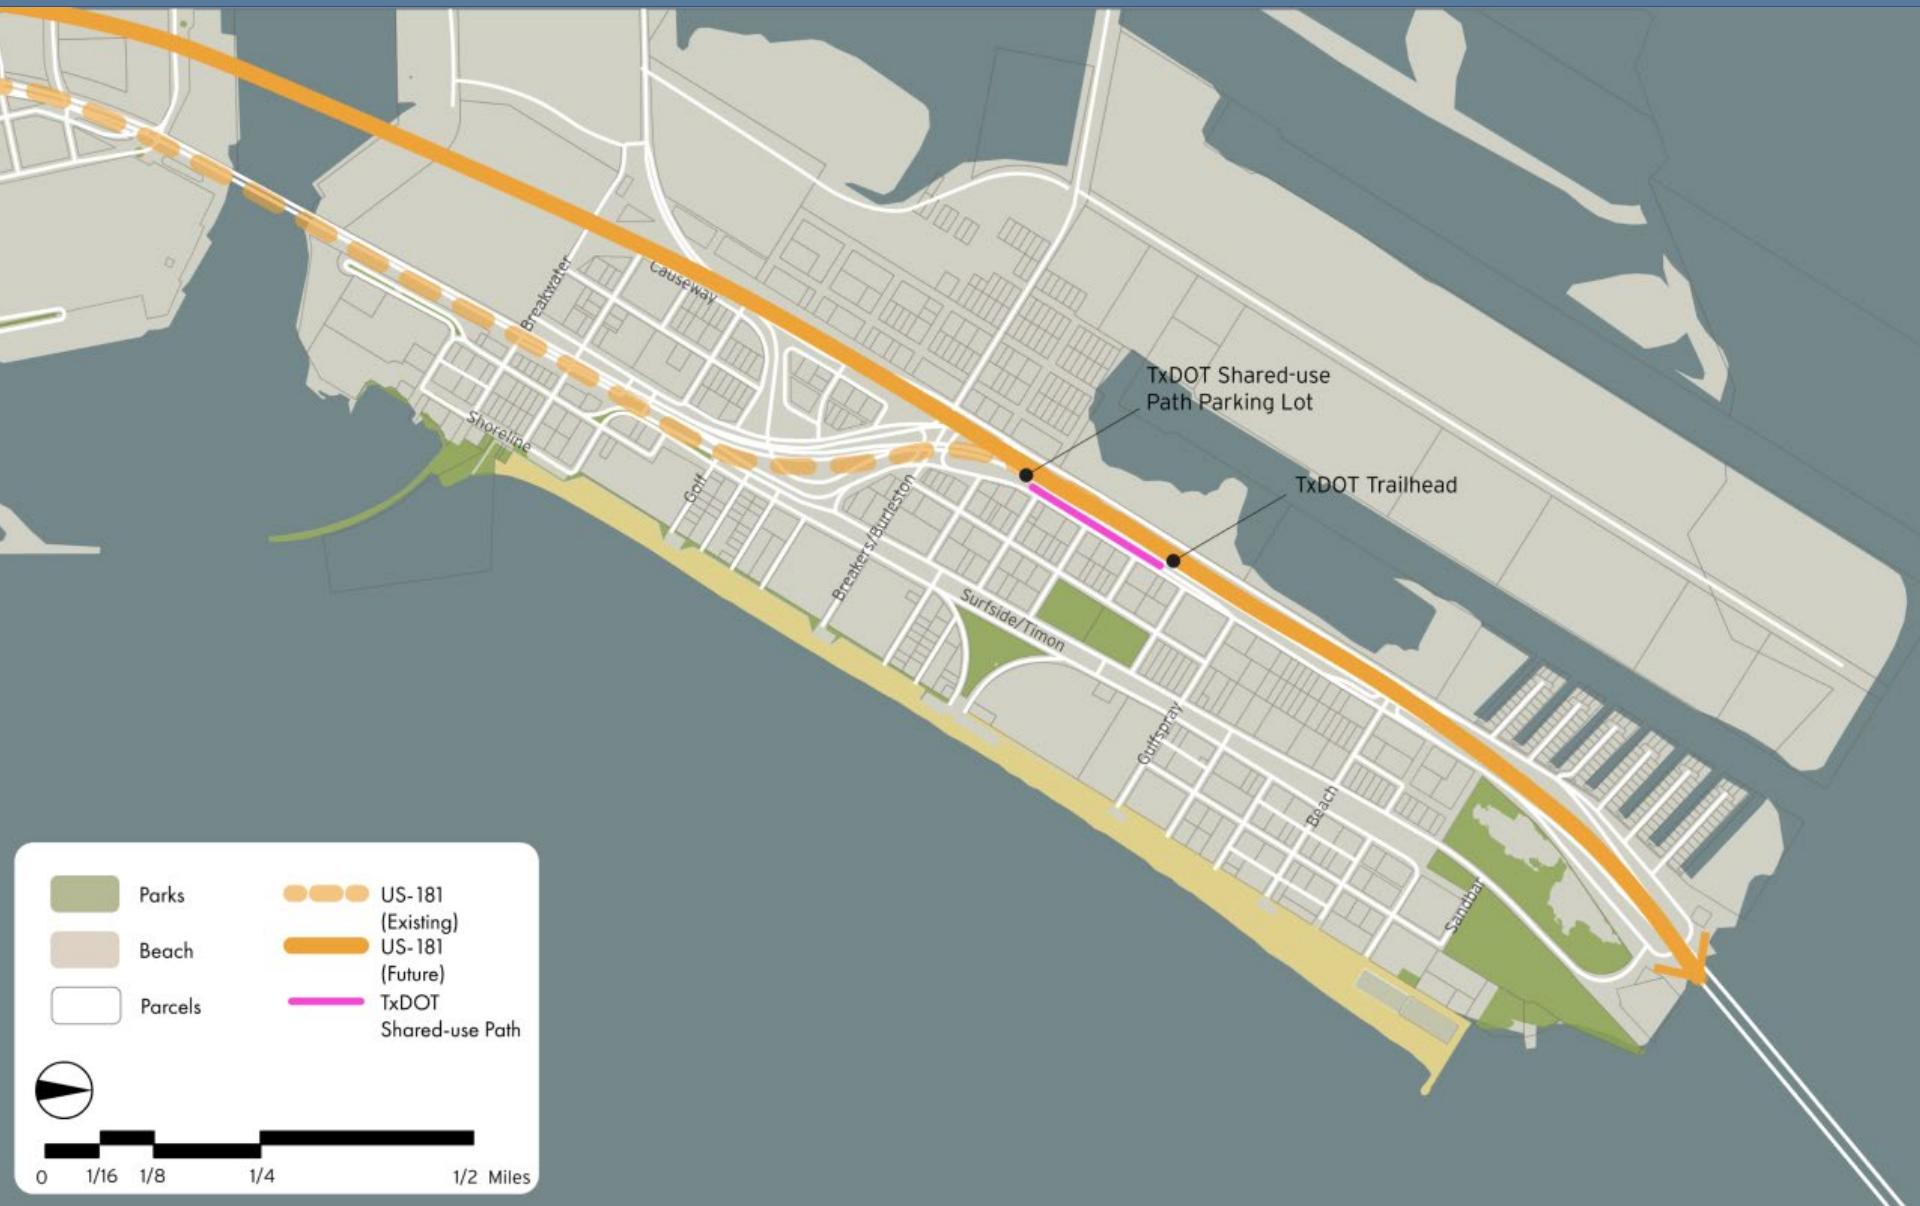 Breakwater
Causeway
TxDOT Shared-use
Path Parking Lot
Shoreline
TxDOT Trailhead
Golf
Breakers/Burleston
Surfside/Timon
Gulfspray
Beach
Sandbar
Parks
Beach
Parcels
US-181
(Existing)
US-181
(Future)
TxDOT
Shared-use Path
0 1/16 1/8 1/4 1/2 Miles